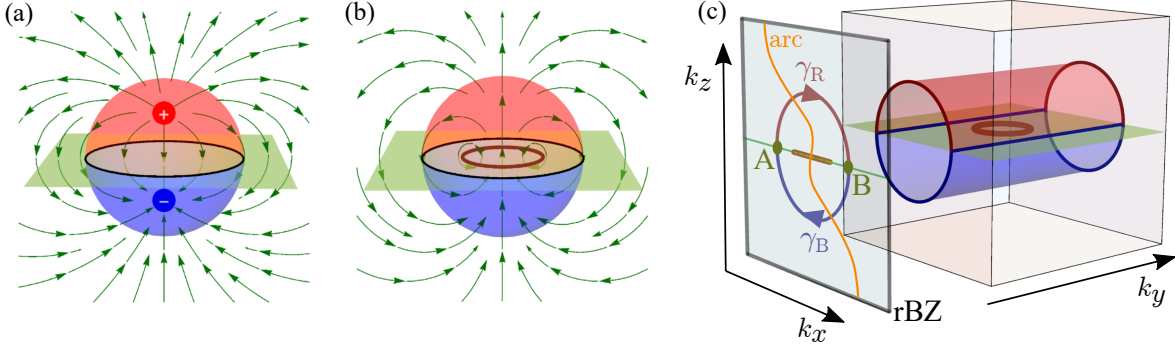 (a)
+
−
(b)
(c)
k_z
arc
γ_R
A
B
γ_B
rBZ
k_x
k_y